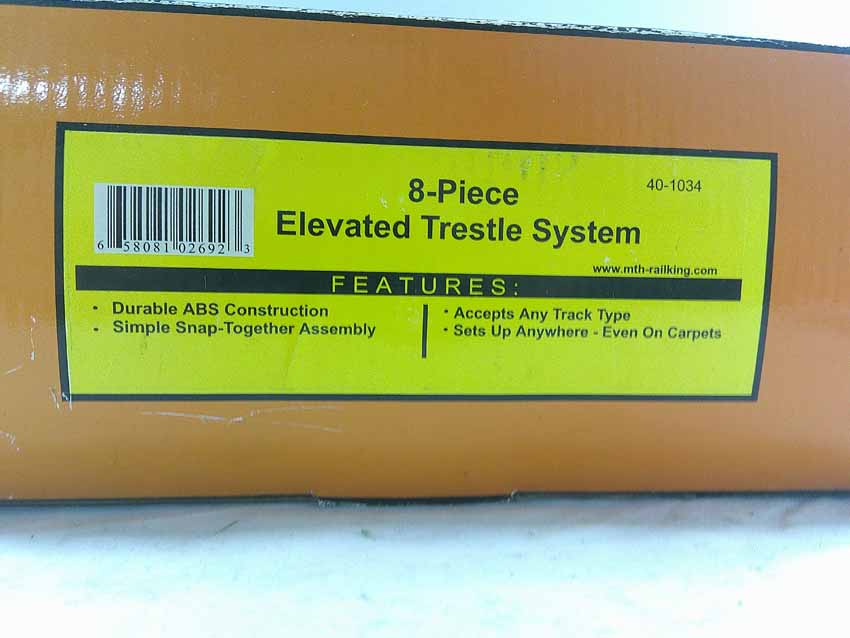 8-Piece
40-1034
Elevated Trestle System
6 58081 02692 3
www.mth-railking.com
FEATURES:
· Durable ABS Construction
· Simple Snap-Together Assembly
· Accepts Any Track Type
· Sets Up Anywhere - Even On Carpets